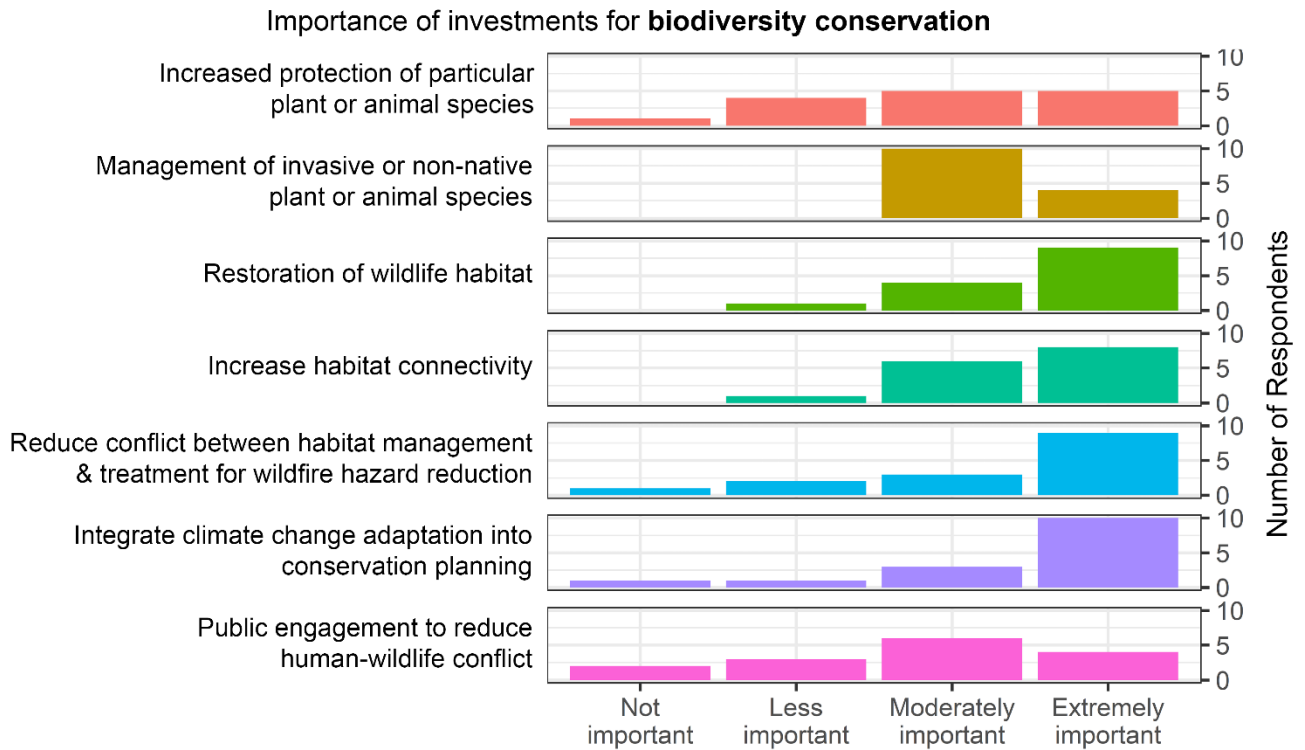 Importance of investments for biodiversity conservation
Increased protection of particular
plant or animal species
10
5
0
Management of invasive or non-native
plant or animal species
10
5
0
Restoration of wildlife habitat
10
5
0
Increase habitat connectivity
10
5
0
Reduce conflict between habitat management
& treatment for wildfire hazard reduction
10
5
0
Integrate climate change adaptation into
conservation planning
10
5
0
Public engagement to reduce
human-wildlife conflict
10
5
0
Number of Respondents
Not
important
Less
important
Moderately
important
Extremely
important